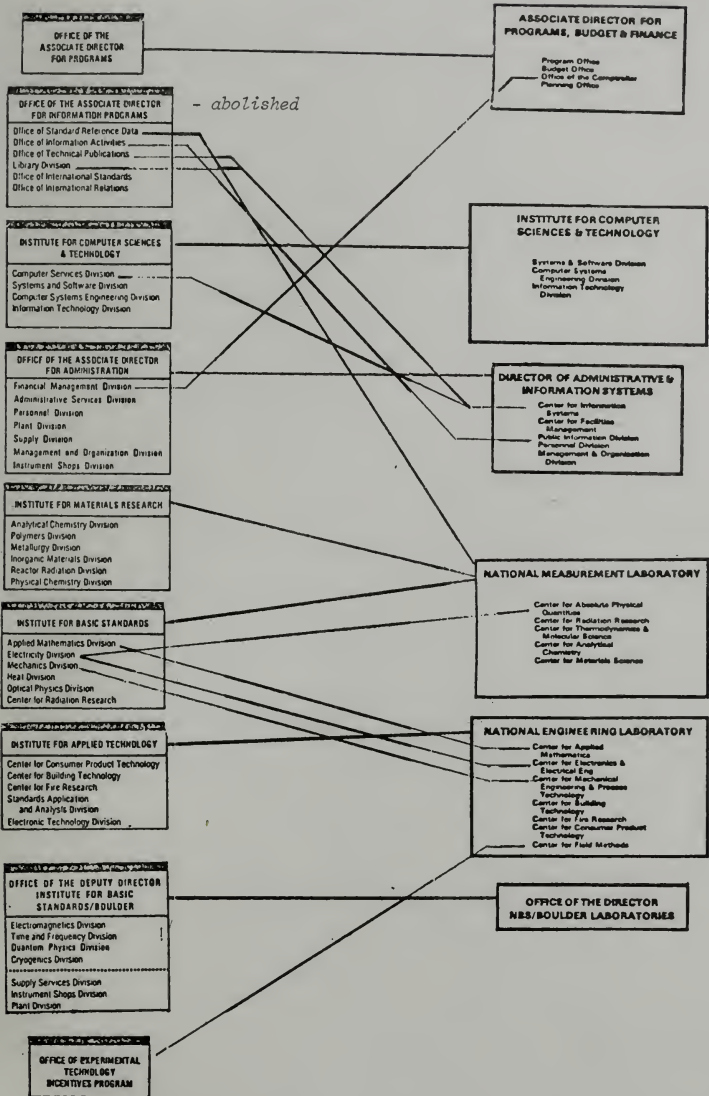 OFFICE OF THE
ASSOCIATE DIRECTOR
FOR PROGRAMS
OFFICE OF THE ASSOCIATE DIRECTOR
FOR INFORMATION PROGRAMS
- abolished
Office of Standard Reference Data
Office of Information Activities
Office of Technical Publications
Library Division
Office of International Standards
Office of International Relations
INSTITUTE FOR COMPUTER SCIENCES
& TECHNOLOGY
Computer Services Division
Systems and Software Division
Computer Systems Engineering Division
Information Technology Division
OFFICE OF THE ASSOCIATE DIRECTOR
FOR ADMINISTRATION
Financial Management Division
Administrative Services Division
Personnel Division
Plant Division
Supply Division
Management and Organization Division
Instrument Shops Division
INSTITUTE FOR MATERIALS RESEARCH
Analytical Chemistry Division
Polymers Division
Metallurgy Division
Inorganic Materials Division
Reactor Radiation Division
Physical Chemistry Division
INSTITUTE FOR BASIC STANDARDS
Applied Mathematics Division
Electricity Division
Mechanics Division
Heat Division
Optical Physics Division
Center for Radiation Research
INSTITUTE FOR APPLIED TECHNOLOGY
Center for Consumer Product Technology
Center for Building Technology
Center for Fire Research
Standards Application
and Analysis Division
Electronic Technology Division
OFFICE OF THE DEPUTY DIRECTOR
INSTITUTE FOR BASIC
STANDARDS/BOULDER
Electromagnetics Division
Time and Frequency Division
Quantum Physics Division
Cryogenics Division
Supply Services Division
Instrument Shops Division
Plant Division
OFFICE OF EXPERIMENTAL
TECHNOLOGY
INCENTIVES PROGRAM
ASSOCIATE DIRECTOR FOR
PROGRAMS, BUDGET & FINANCE
Program Office
Budget Office
Office of the Comptroller
Planning Office
INSTITUTE FOR COMPUTER
SCIENCES & TECHNOLOGY
Systems & Software Division
Computer Systems
Engineering Division
Information Technology
Division
DIRECTOR OF ADMINISTRATIVE &
INFORMATION SYSTEMS
Center for Information
Systems
Center for Facilities
Management
Public Information Division
Personnel Division
Management & Organization
Division
NATIONAL MEASUREMENT LABORATORY
Center for Absolute Physical
Quantities
Center for Radiation Research
Center for Thermodynamics &
Molecular Science
Center for Analytical
Chemistry
Center for Materials Science
NATIONAL ENGINEERING LABORATORY
Center for Applied
Mathematics
Center for Electronics &
Electrical Eng
Center for Mechanical
Engineering & Process
Technology
Center for Building
Technology
Center for Fire Research
Center for Consumer Product
Technology
Center for Field Methods
OFFICE OF THE DIRECTOR
NBS/BOULDER LABORATORIES